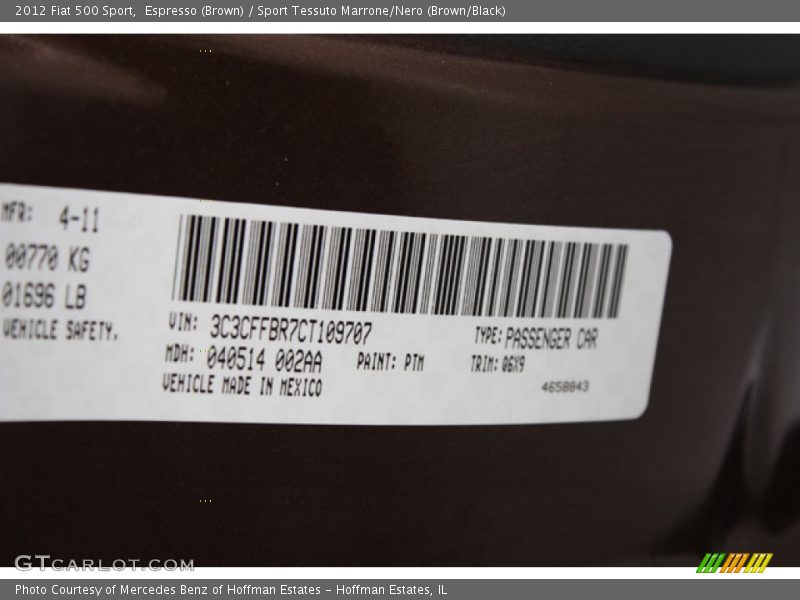 2012 Fiat 500 Sport,  Espresso (Brown) / Sport Tessuto Marrone/Nero (Brown/Black)
MFR: 4-11
00770 KG
01696 LB
VEHICLE SAFETY.
VIN: 3C3CFFBR7CT109707
TYPE: PASSENGER CAR
MDH: 040514 002AA PAINT: PTM TRIM: Q6X9
VEHICLE MADE IN MEXICO
4658843
GTCARLOT.COM
Photo Courtesy of Mercedes Benz of Hoffman Estates - Hoffman Estates, IL